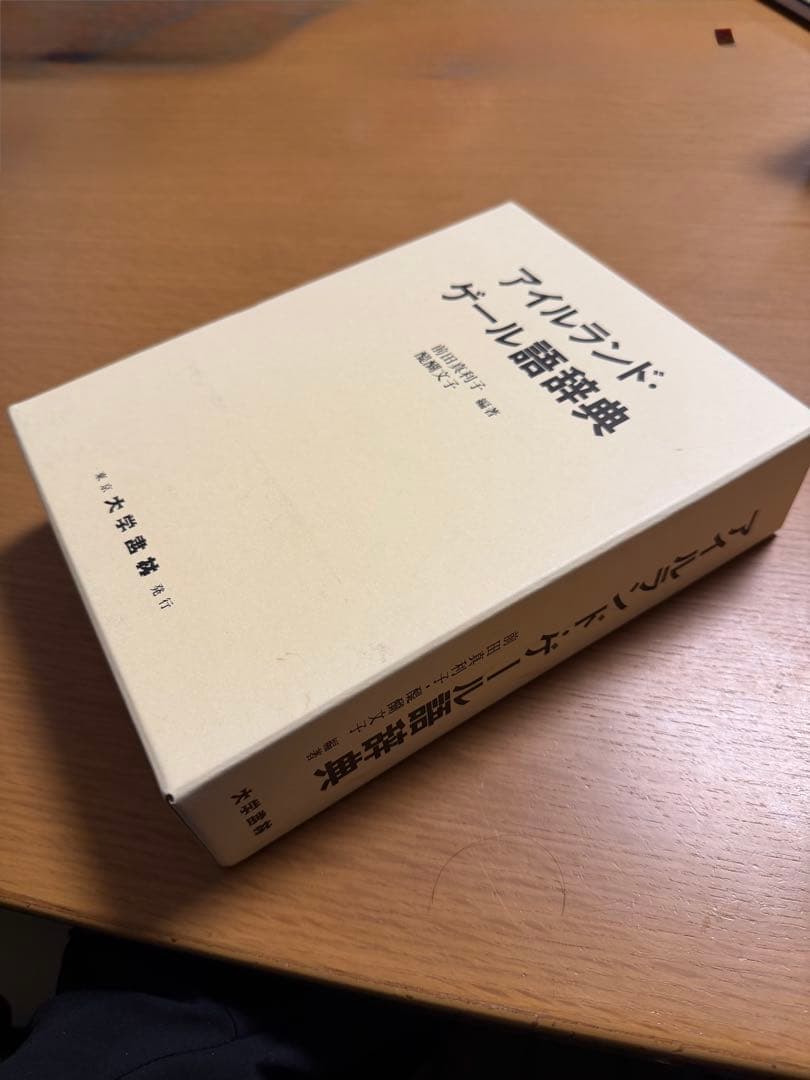 アイルランド・
ゲール語辞典
前田真利子
醍醐文子 編著
東京 大学書林 発行
アイルランド・ゲール語辞典
前田真利子・醍醐文子 編著
大学書林